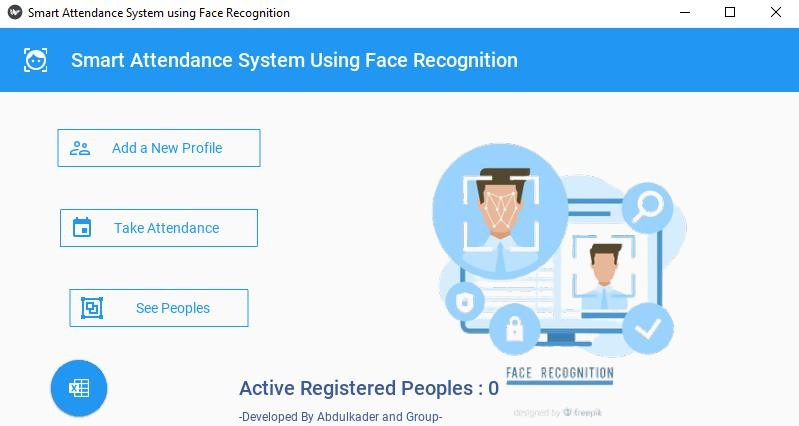 Smart Attendance System using Face Recognition
Smart Attendance System Using Face Recognition
Add a New Profile
Take Attendance
See Peoples
FACE RECOGNITION
Active Registered Peoples : 0
-Developed By Abdulkader and Group-
designed by freepik